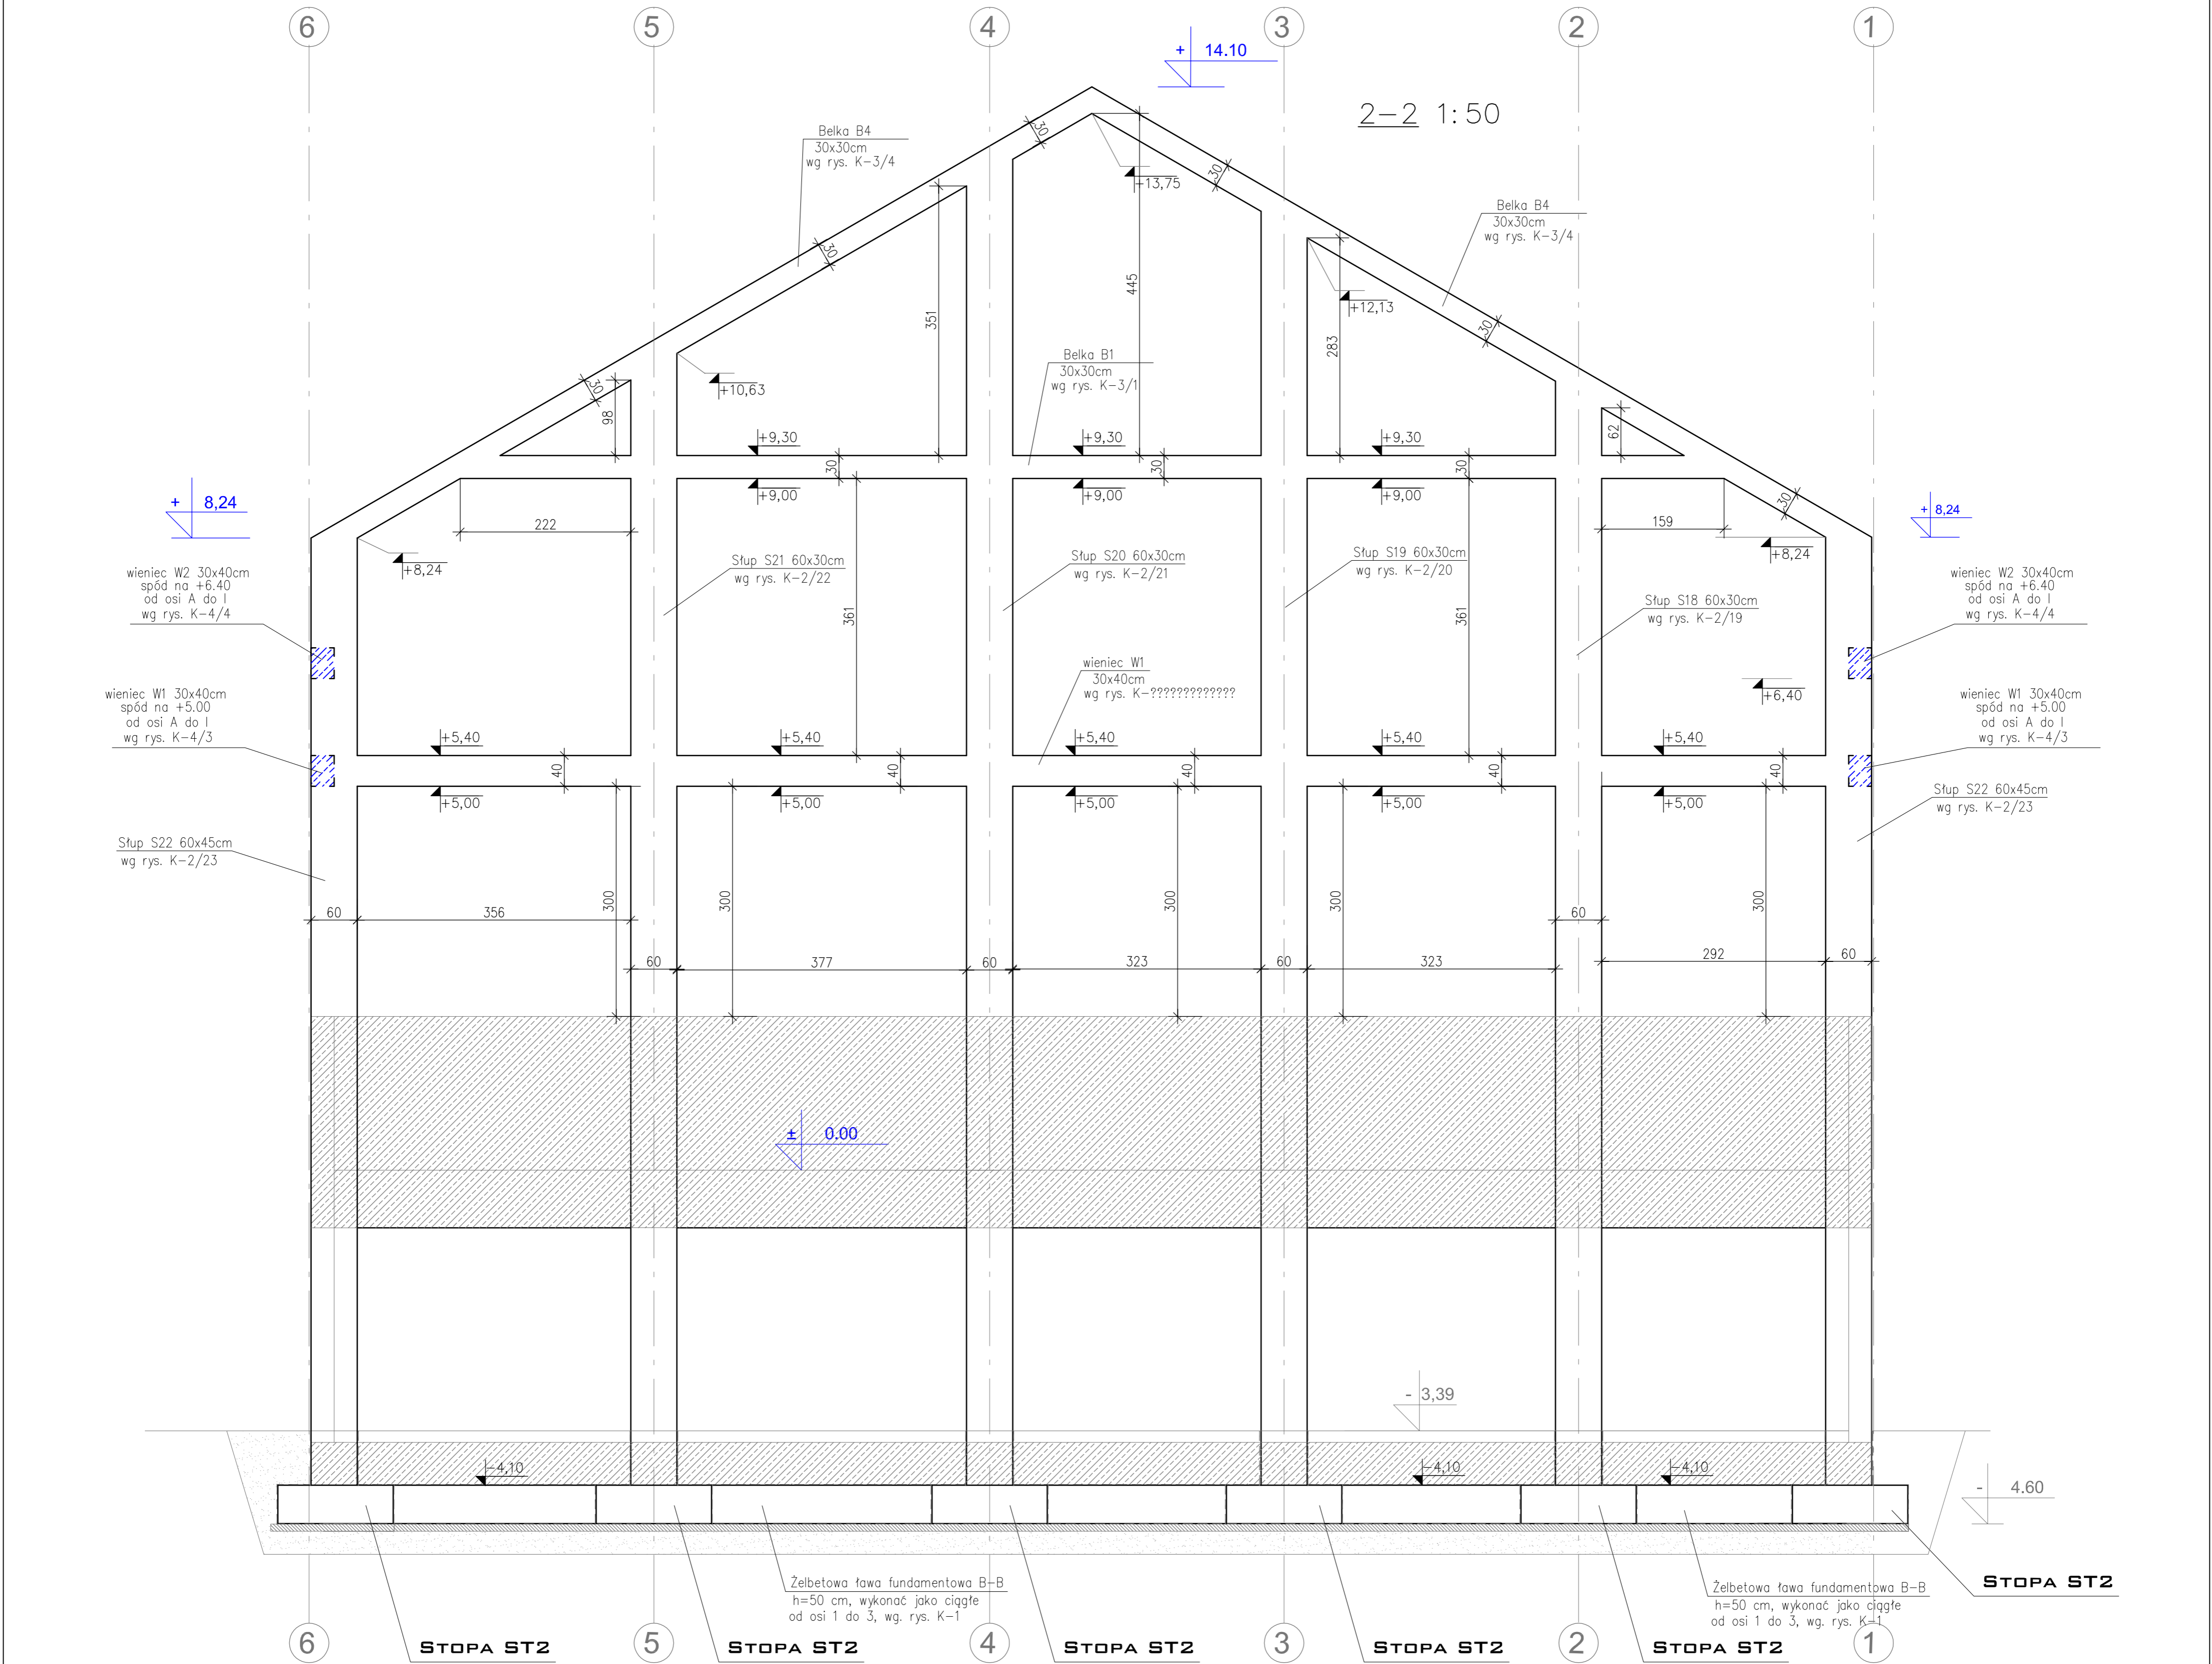 6
5
4
3
2
1
+ 14.10
2-2 1:50
Belka B4
30x30cm
wg rys. K-3/4
30
30
+13,75
30
Belka B4
30x30cm
wg rys. K-3/4
351
445
30
283
+12,13
30
Belka B1
30x30cm
wg rys. K-3/1
+10,63
30
98
62
+9,30
+9,30
+9,30
30
30
30
+9,00
+9,00
+9,00
+ 8,24
+ 8,24
222
159
30
+8,24
+8,24
Słup S21 60x30cm
wg rys. K-2/22
Słup S20 60x30cm
wg rys. K-2/21
Słup S19 60x30cm
wg rys. K-2/20
Słup S18 60x30cm
wg rys. K-2/19
361
361
wieniec W2 30x40cm
spód na +6.40
od osi A do I
wg rys. K-4/4
wieniec W2 30x40cm
spód na +6.40
od osi A do I
wg rys. K-4/4
wieniec W1
30x40cm
wg rys. K-?????????????
+6,40
wieniec W1 30x40cm
spód na +5.00
od osi A do I
wg rys. K-4/3
wieniec W1 30x40cm
spód na +5.00
od osi A do I
wg rys. K-4/3
+5,40
+5,40
+5,40
+5,40
+5,40
40
40
40
40
40
+5,00
+5,00
+5,00
+5,00
+5,00
Słup S22 60x45cm
wg rys. K-2/23
Słup S22 60x45cm
wg rys. K-2/23
300
300
300
300
300
60
356
60
60
377
60
323
60
323
292
60
± 0.00
- 3,39
-4,10
-4,10
-4,10
- 4.60
Żelbetowa ława fundamentowa B-B
h=50 cm, wykonać jako ciągłe
od osi 1 do 3, wg. rys. K-1
Żelbetowa ława fundamentowa B-B
h=50 cm, wykonać jako ciągłe
od osi 1 do 3, wg. rys. K-1
STOPA ST2
STOPA ST2
STOPA ST2
STOPA ST2
STOPA ST2
STOPA ST2
6
5
4
3
2
1